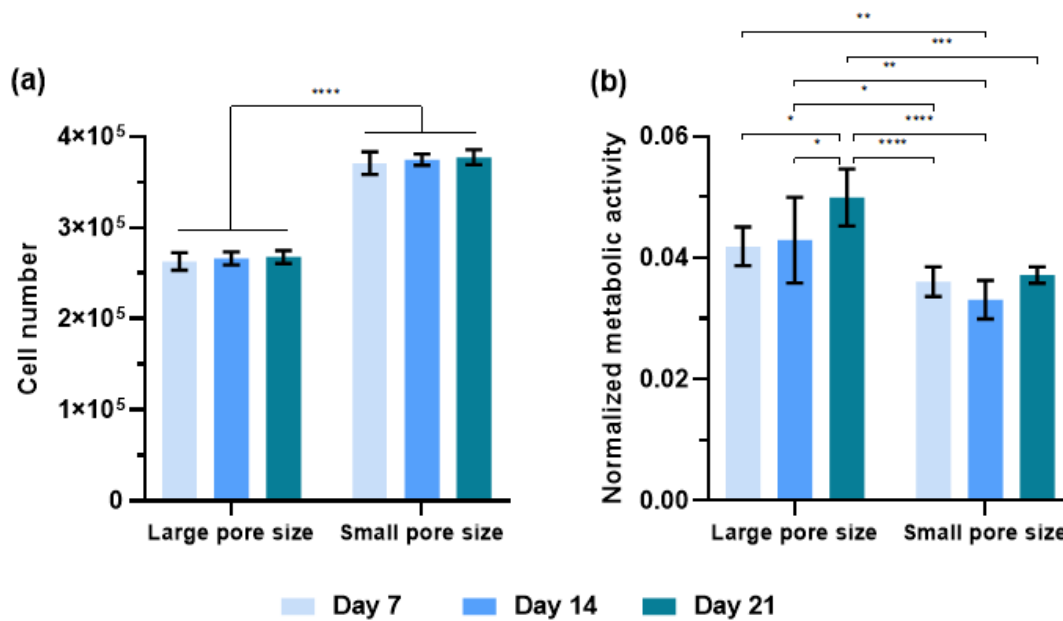 (a)
****
4×10⁵
3×10⁵
2×10⁵
1×10⁵
0
Cell number
Large pore size
Small pore size
(b)
**
***
**
*
*
****
*
****
0.06
0.04
0.02
0.00
Normalized metabolic activity
Large pore size
Small pore size
Day 7
Day 14
Day 21